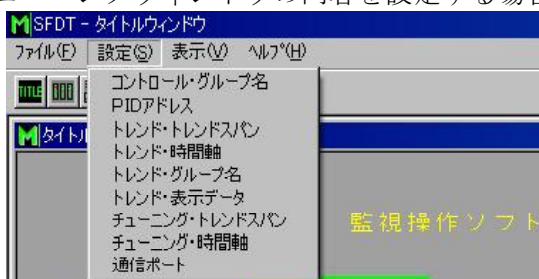 SFDT - タイトルウィンドウ
ファイル(F) 設定(S) 表示(V) ヘルプ(H)
TITLE
コントロール・グループ名
PIDアドレス
トレンド・トレンドスパン
トレンド・時間軸
トレンド・グループ名
トレンド・表示データ
チューニング・トレンドスパン
チューニング・時間軸
通信ポート
タイトル
監視操作ソフト